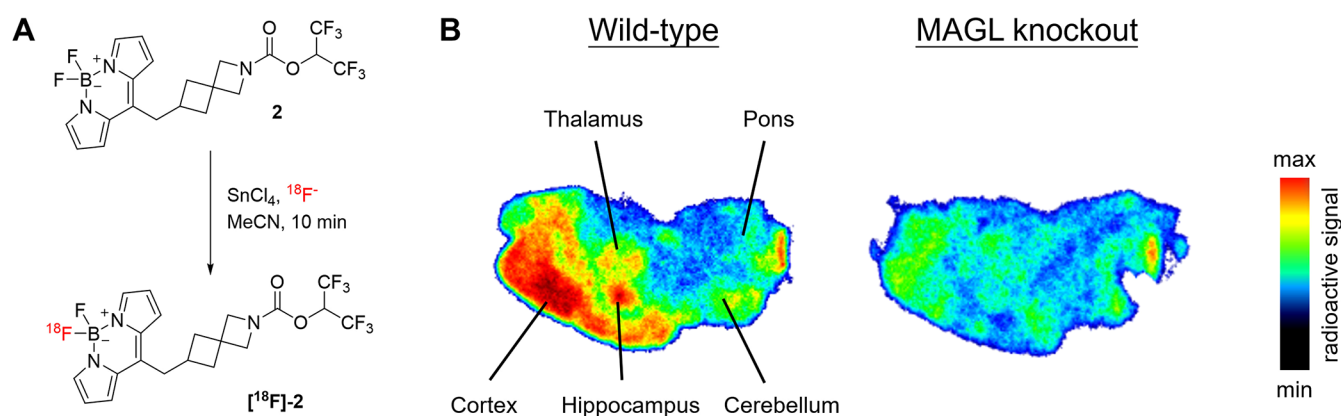 A
F
F
B
−
N
+
N
N
O
O
CF₃
CF₃
2
SnCl₄, ¹⁸F⁻
MeCN, 10 min
F
¹⁸F
B
−
N
+
N
N
O
O
CF₃
CF₃
[¹⁸F]-2
B
Wild-type
MAGL knockout
Thalamus
Pons
Cortex
Hippocampus
Cerebellum
max
radioactive signal
min